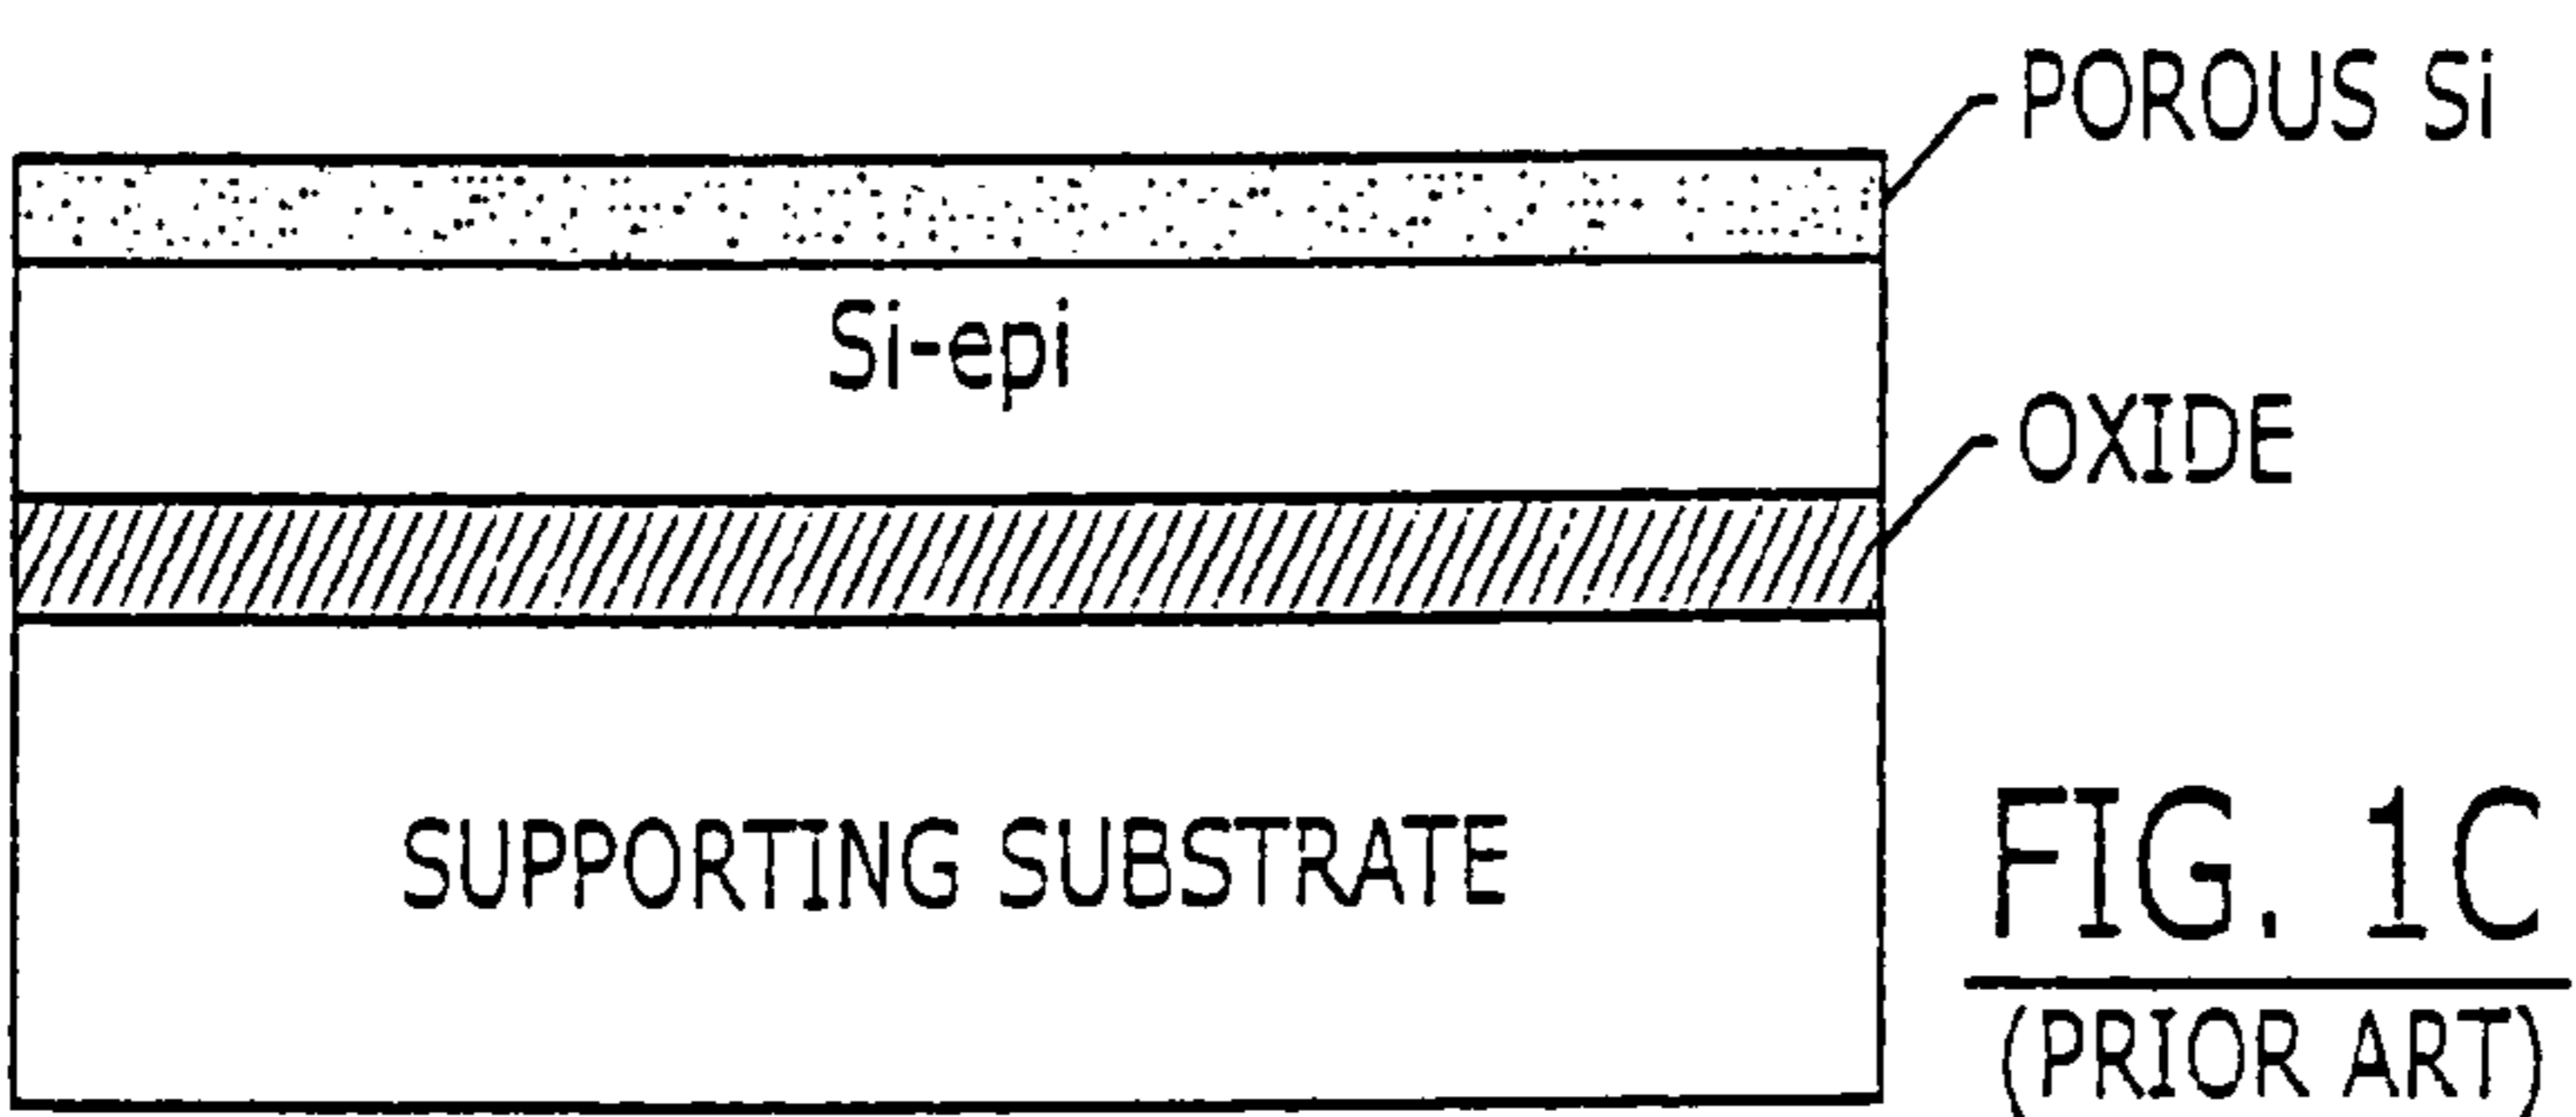 POROUS Si
Si-epi
OXIDE
SUPPORTING SUBSTRATE
FIG. 1C
(PRIOR ART)